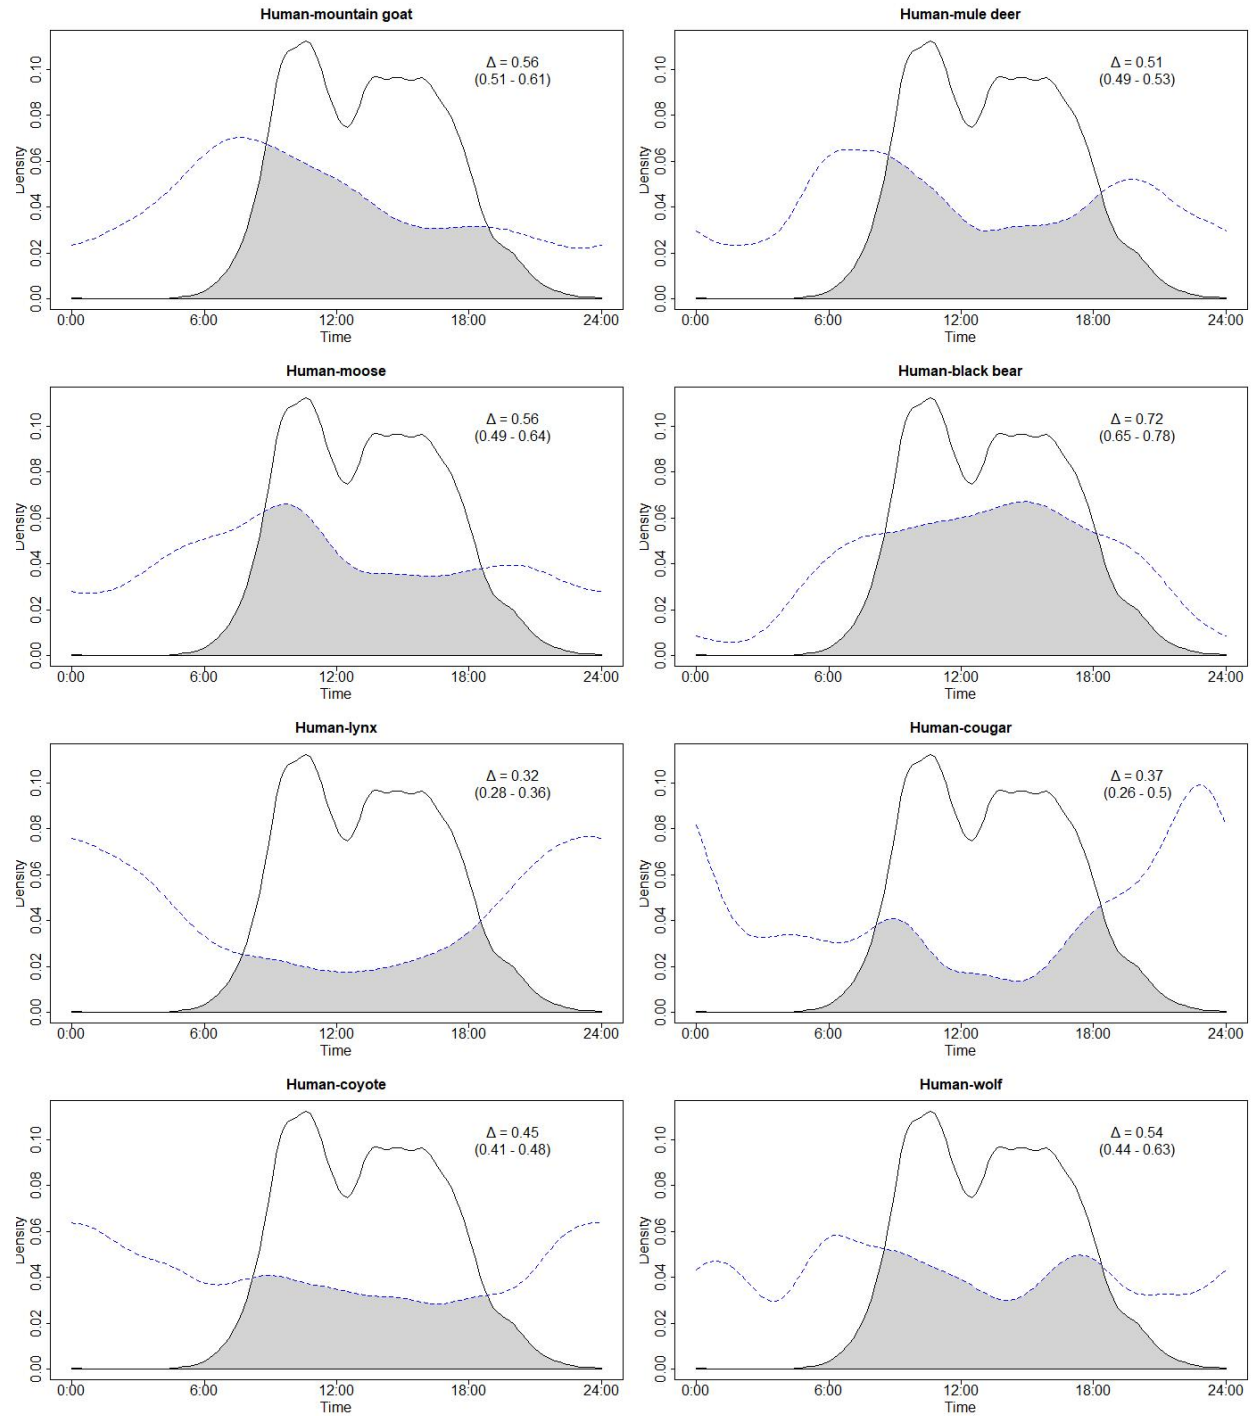 Human-mountain goat
Δ = 0.56
(0.51 - 0.61)
Density
0.00
0.02
0.04
0.06
0.08
0.10
0:00 6:00 12:00 18:00 24:00
Time
Human-mule deer
Δ = 0.51
(0.49 - 0.53)
Density
0.00
0.02
0.04
0.06
0.08
0.10
0:00 6:00 12:00 18:00 24:00
Time
Human-moose
Δ = 0.56
(0.49 - 0.64)
Density
0.00
0.02
0.04
0.06
0.08
0.10
0:00 6:00 12:00 18:00 24:00
Time
Human-black bear
Δ = 0.72
(0.65 - 0.78)
Density
0.00
0.02
0.04
0.06
0.08
0.10
0:00 6:00 12:00 18:00 24:00
Time
Human-lynx
Δ = 0.32
(0.28 - 0.36)
Density
0.00
0.02
0.04
0.06
0.08
0.10
0:00 6:00 12:00 18:00 24:00
Time
Human-cougar
Δ = 0.37
(0.26 - 0.5)
Density
0.00
0.02
0.04
0.06
0.08
0.10
0:00 6:00 12:00 18:00 24:00
Time
Human-coyote
Δ = 0.45
(0.41 - 0.48)
Density
0.00
0.02
0.04
0.06
0.08
0.10
0:00 6:00 12:00 18:00 24:00
Time
Human-wolf
Δ = 0.54
(0.44 - 0.63)
Density
0.00
0.02
0.04
0.06
0.08
0.10
0:00 6:00 12:00 18:00 24:00
Time